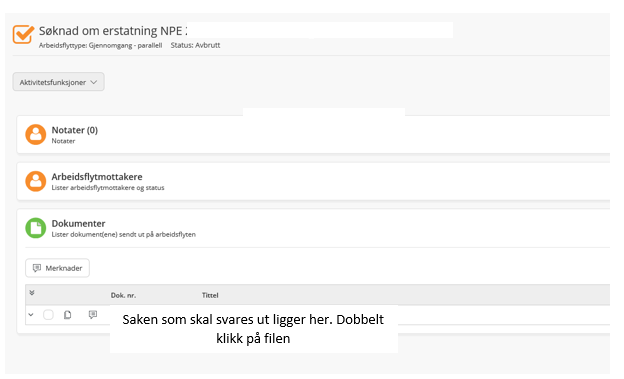 Søknad om erstatning NPE :
Arbeidsflyttype: Gjennomgang - parallell Status: Avbrutt
Aktivitetsfunksjoner
Notater (0)
Notater
Arbeidsflytmottakere
Lister arbeidsflytmottakere og status
Dokumenter
Lister dokument(ene) sendt ut på arbeidsflyten
Merknader
Dok. nr. Tittel
Saken som skal svares ut ligger her. Dobbelt
klikk på filen